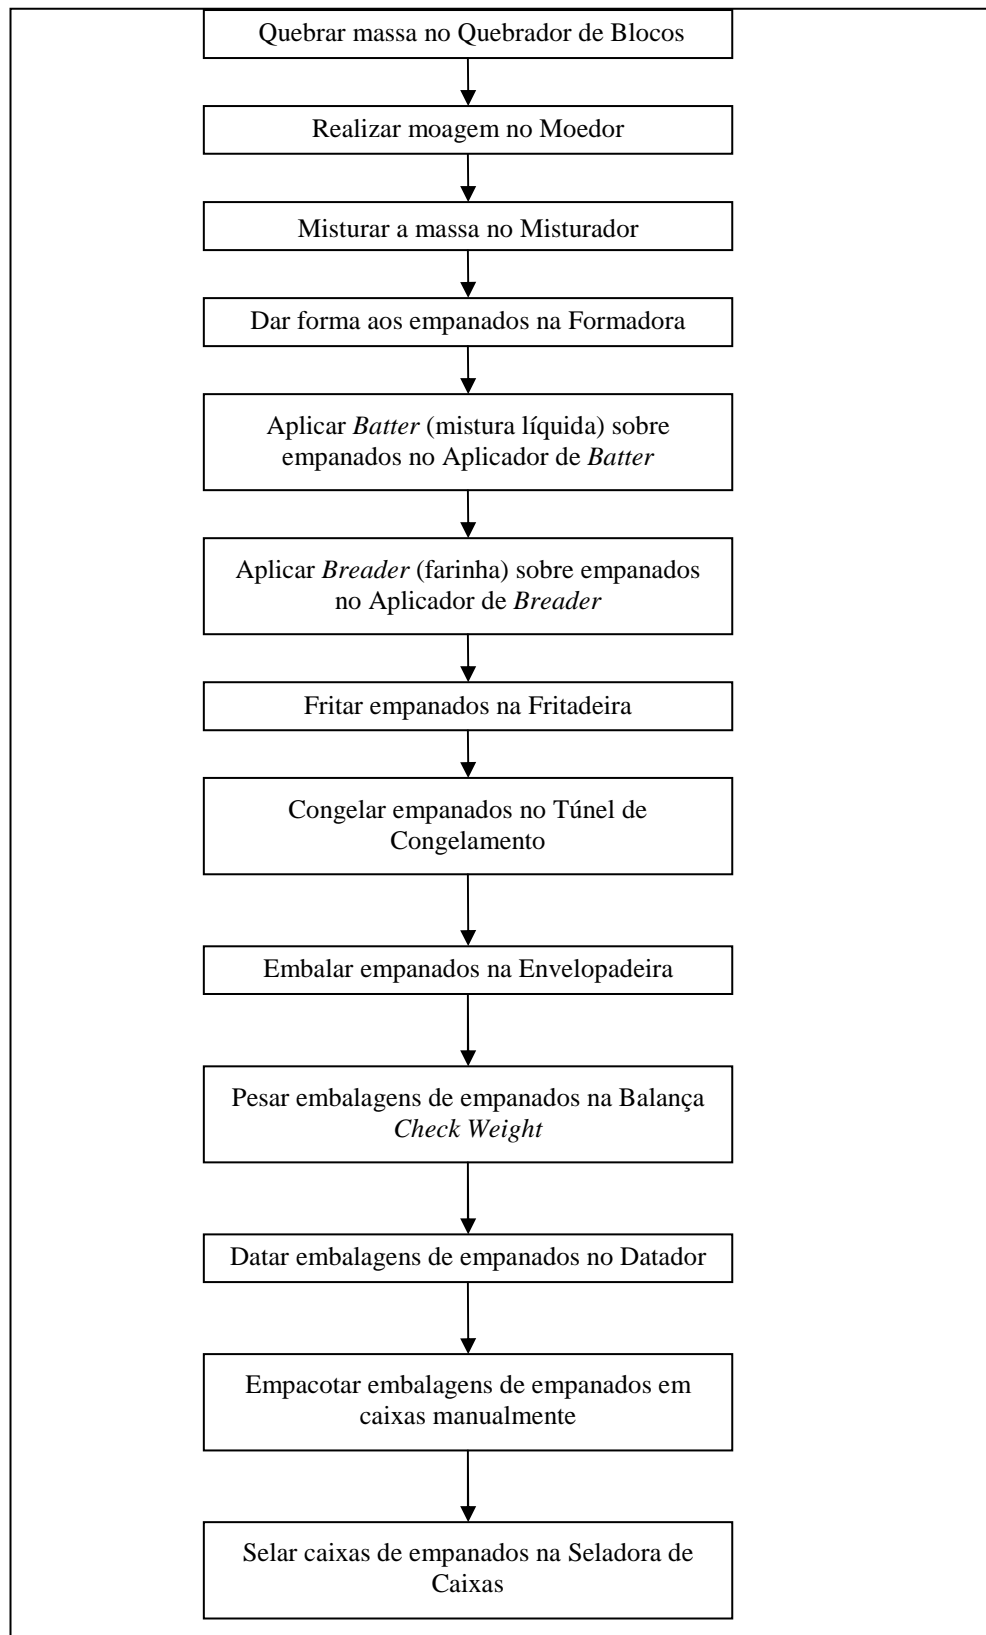 Quebrar massa no Quebrador de Blocos
Realizar moagem no Moedor
Misturar a massa no Misturador
Dar forma aos empanados na Formadora
Aplicar Batter (mistura líquida) sobre
empanados no Aplicador de Batter
Aplicar Breader (farinha) sobre empanados
no Aplicador de Breader
Fritar empanados na Fritadeira
Congelar empanados no Túnel de
Congelamento
Embalar empanados na Envelopadeira
Pesar embalagens de empanados na Balança
Check Weight
Datar embalagens de empanados no Datador
Empacotar embalagens de empanados em
caixas manualmente
Selar caixas de empanados na Seladora de
Caixas